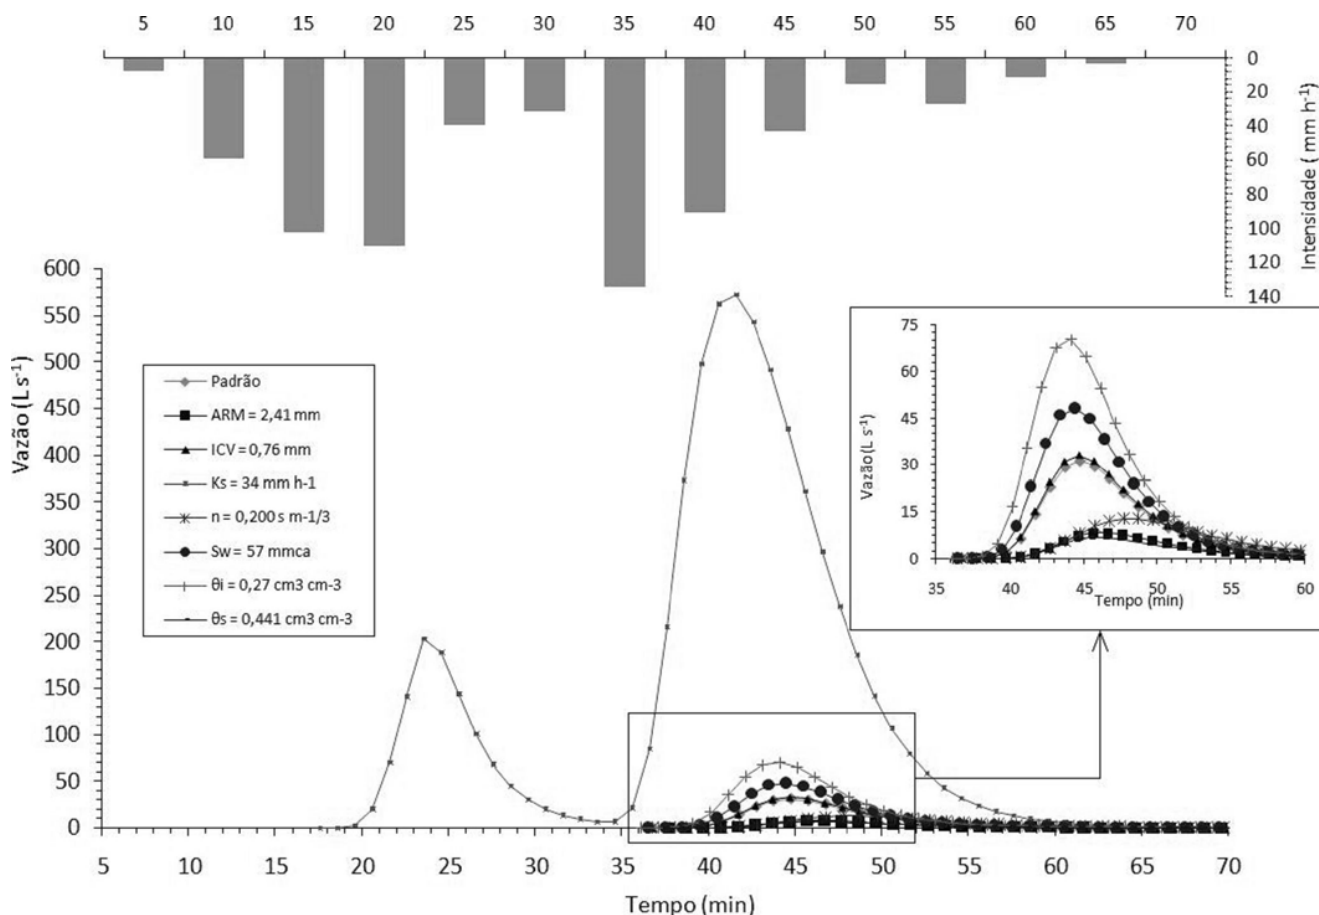 5 10 15 20 25 30 35 40 45 50 55 60 65 70
0
20
40
60
80
100
120
140
Intensidade ( mm h-1)
600
550
500
450
400
350
300
250
200
150
100
50
0
Vazão (L s-1)
Padrão
ARM = 2,41 mm
ICV = 0,76 mm
Ks = 34 mm h-1
n = 0,200 s m-1/3
Sw = 57 mmca
θi = 0,27 cm3 cm-3
θs = 0,441 cm3 cm-3
75
60
45
30
15
0
Vazão (L s-1)
35 40 45 50 55 60
Tempo (min)
5 10 15 20 25 30 35 40 45 50 55 60 65 70
Tempo (min)